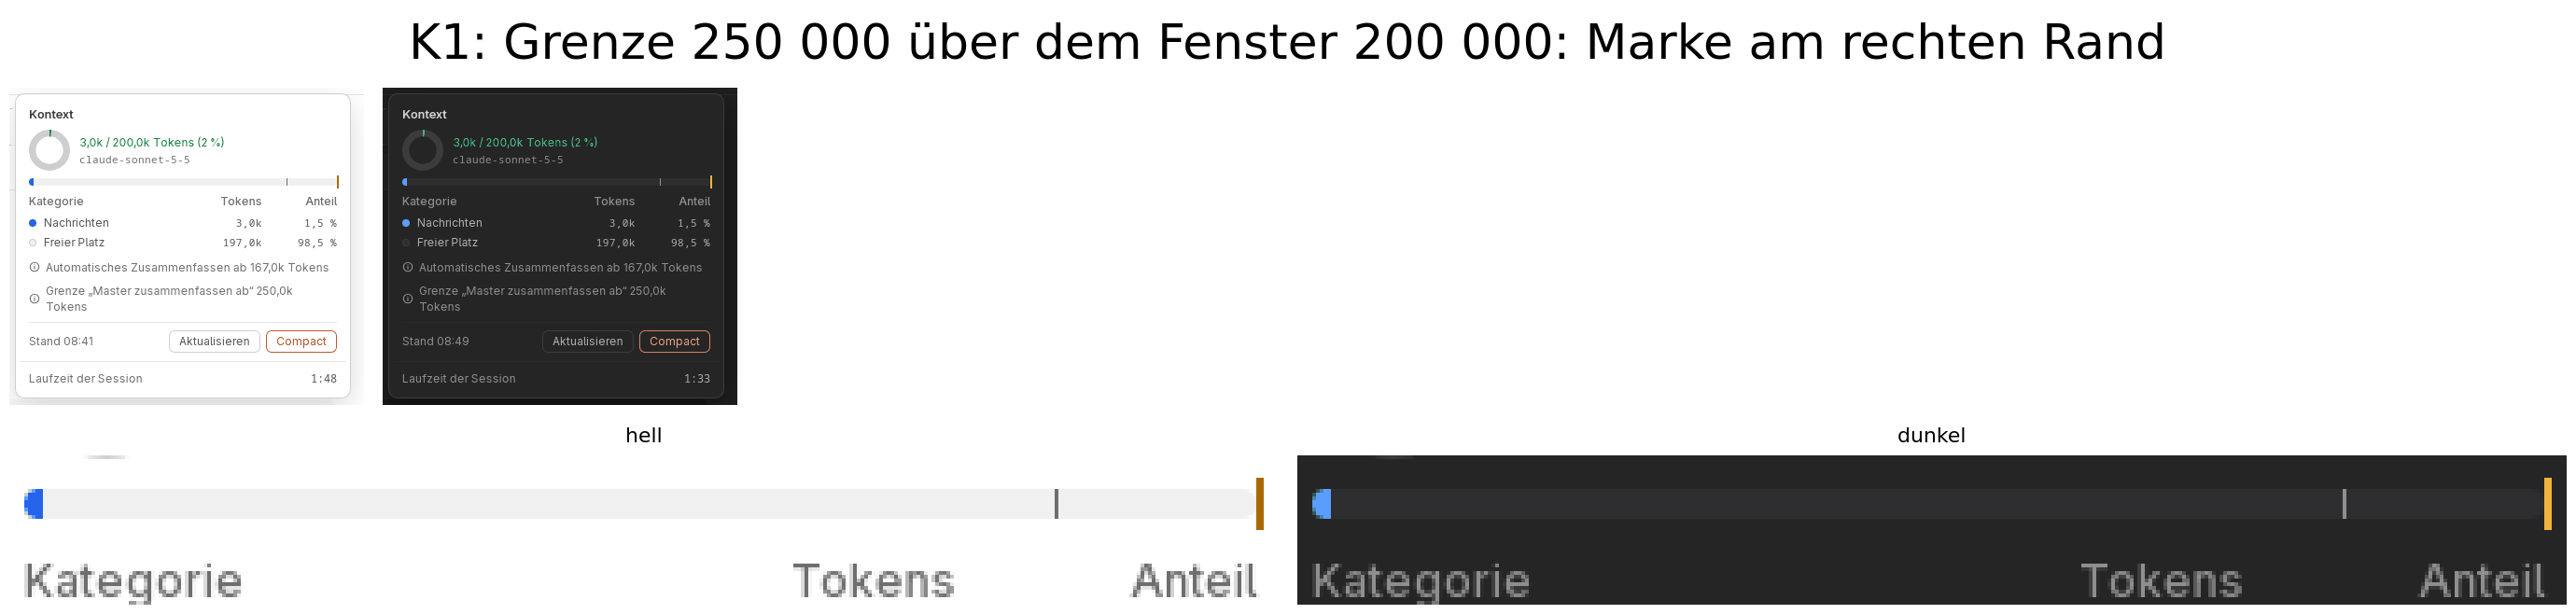 K1: Grenze 250 000 über dem Fenster 200 000: Marke am rechten Rand
Kontext
3,0k / 200,0k Tokens (2 %)
claude-sonnet-5-5
Kategorie Tokens Anteil
Nachrichten 3,0k 1,5 %
Freier Platz 197,0k 98,5 %
Automatisches Zusammenfassen ab 167,0k Tokens
Grenze „Master zusammenfassen ab“ 250,0k
Tokens
Stand 08:41 Aktualisieren Compact
Laufzeit der Session 1:48
Kontext
3,0k / 200,0k Tokens (2 %)
claude-sonnet-5-5
Kategorie Tokens Anteil
Nachrichten 3,0k 1,5 %
Freier Platz 197,0k 98,5 %
Automatisches Zusammenfassen ab 167,0k Tokens
Grenze „Master zusammenfassen ab“ 250,0k
Tokens
Stand 08:49 Aktualisieren Compact
Laufzeit der Session 1:33
hell
Kategorie Tokens Anteil
dunkel
Kategorie Tokens Anteil